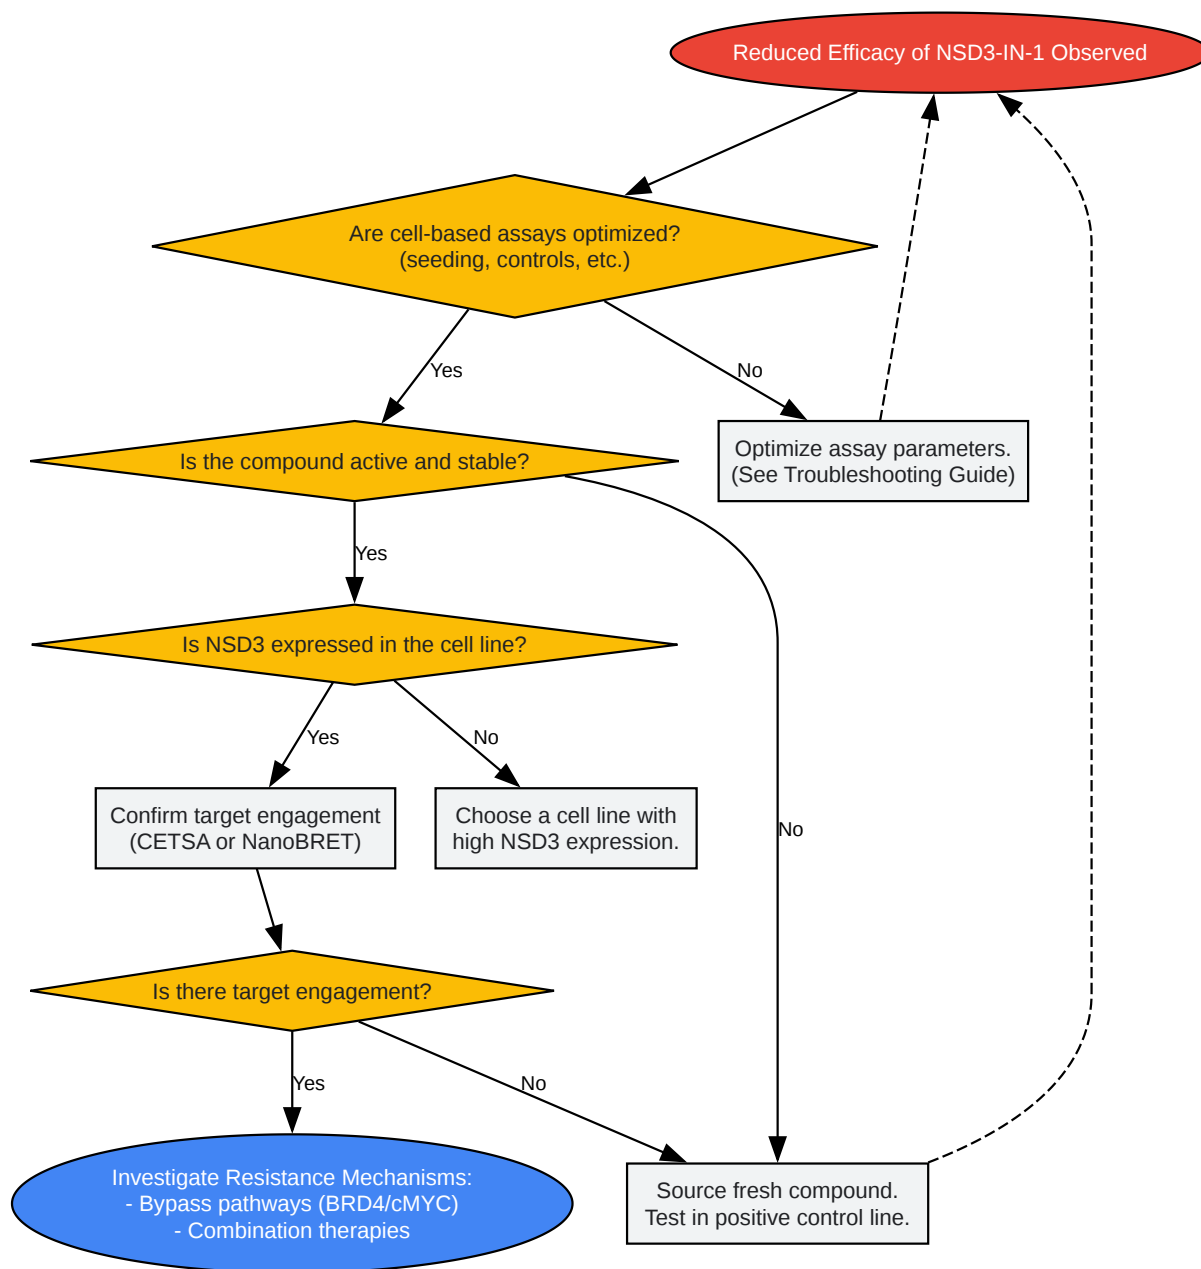 Reduced Efficacy of NSD3-IN-1 Observed
Are cell-based assays optimized?
(seeding, controls, etc.)
Yes
No
Optimize assay parameters.
(See Troubleshooting Guide)
Is the compound active and stable?
Yes
No
Is NSD3 expressed in the cell line?
Yes
No
Confirm target engagement
(CETSA or NanoBRET)
Choose a cell line with
high NSD3 expression.
Is there target engagement?
Yes
No
Investigate Resistance Mechanisms:
- Bypass pathways (BRD4/cMYC)
- Combination therapies
Source fresh compound.
Test in positive control line.